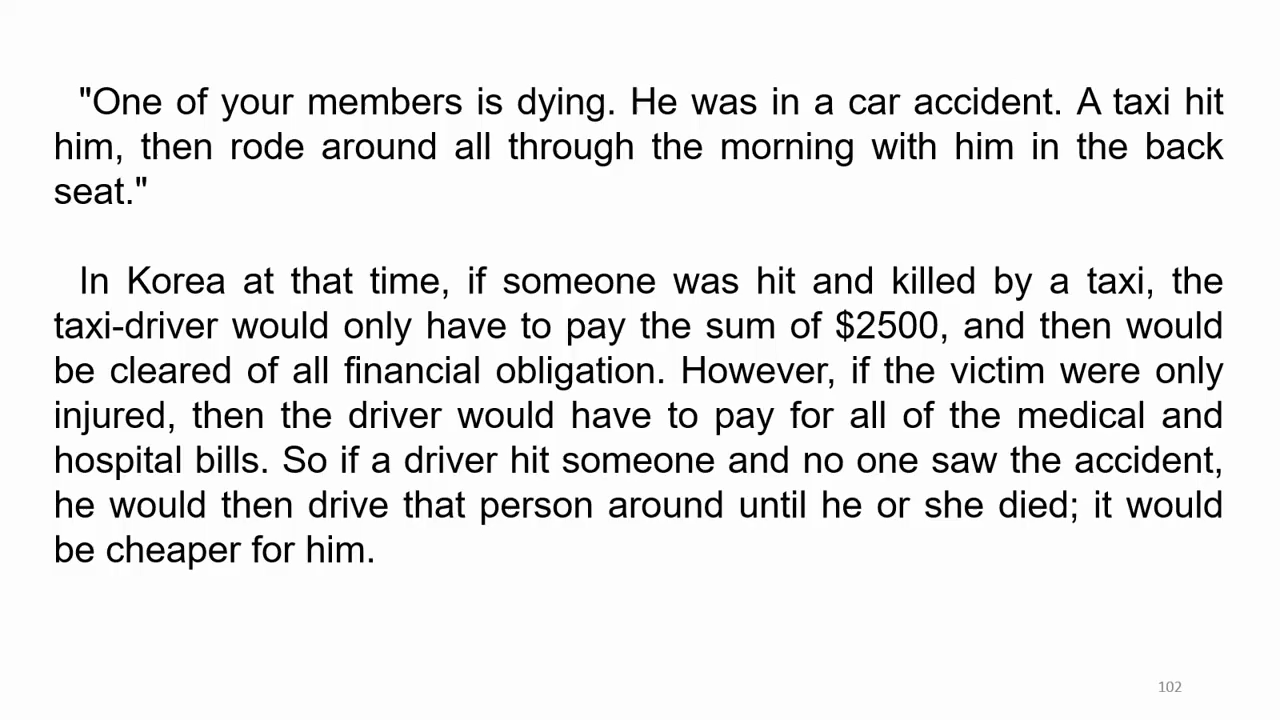 "One of your members is dying. He was in a car accident. A taxi hit
him, then rode around all through the morning with him in the back
seat."
In Korea at that time, if someone was hit and killed by a taxi, the
taxi-driver would only have to pay the sum of $2500, and then would
be cleared of all financial obligation. However, if the victim were only
injured, then the driver would have to pay for all of the medical and
hospital bills. So if a driver hit someone and no one saw the accident,
he would then drive that person around until he or she died; it would
be cheaper for him.
102